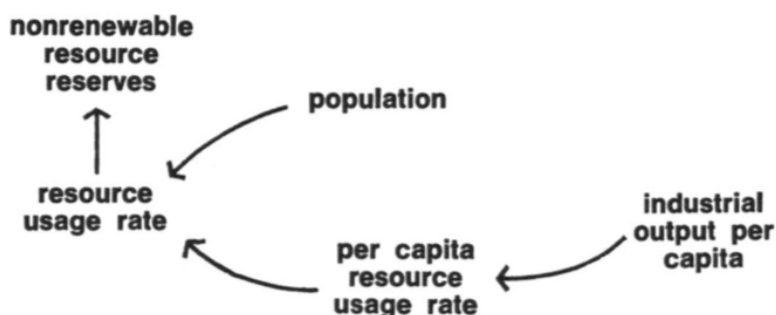 nonrenewable
resource
reserves
population
resource
usage rate
per capita
resource
usage rate
industrial
output per
capita